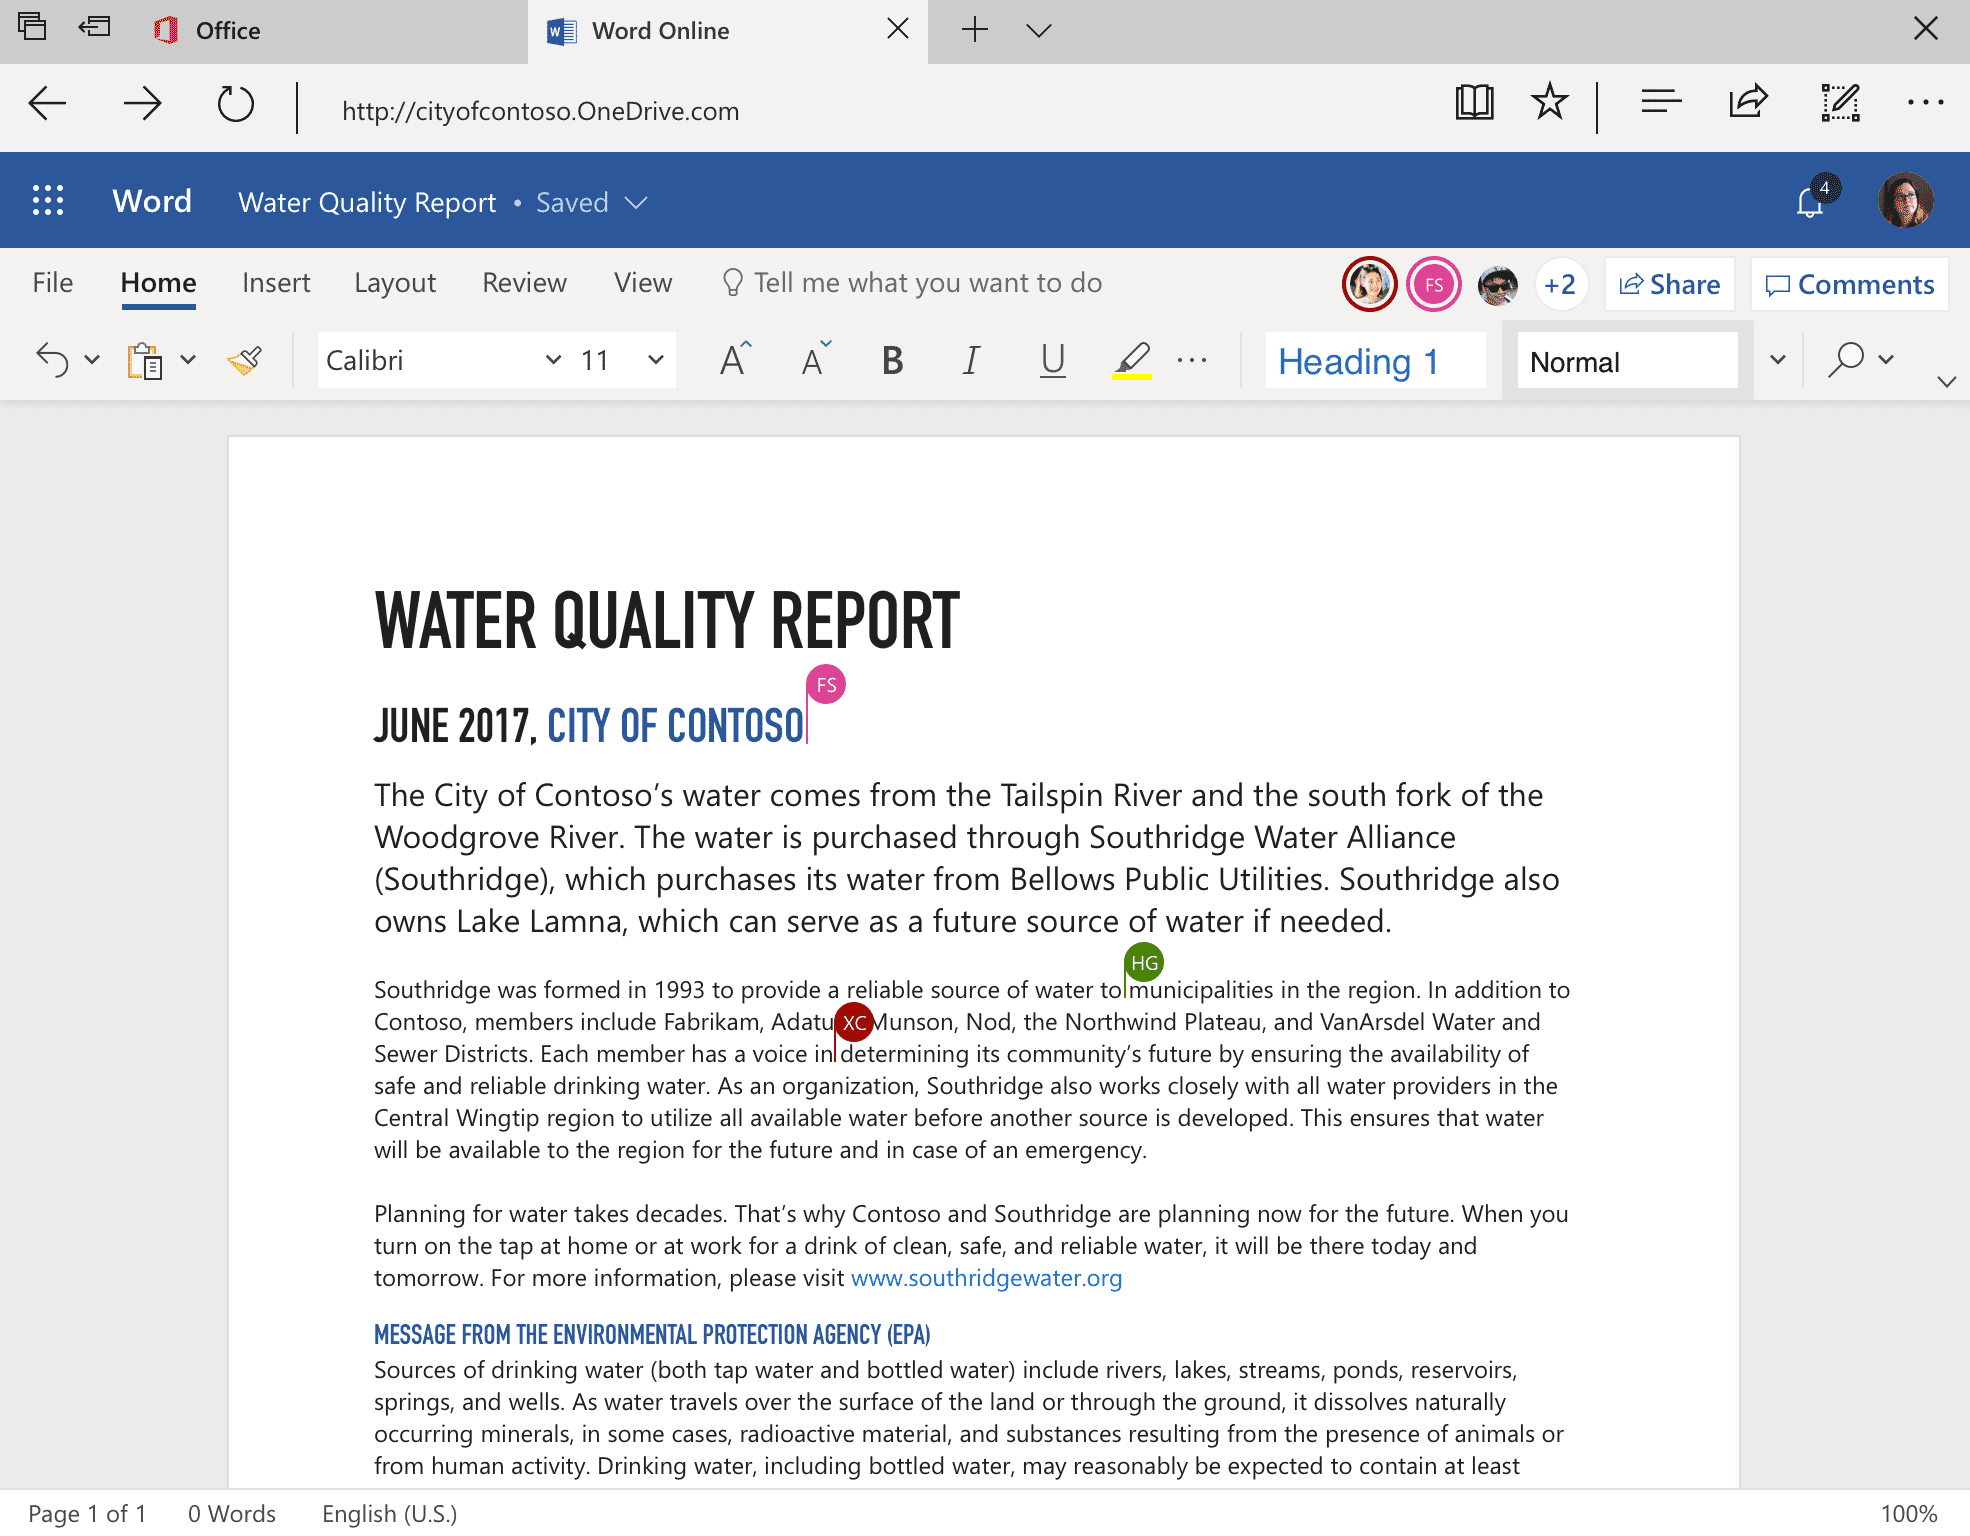 Office
Word Online
http://cityofcontoso.OneDrive.com
Word
Water Quality Report • Saved
4
File Home Insert Layout Review View Tell me what you want to do
FS
+2
Share
Comments
Calibri 11 A A B I U ··· Heading 1 Normal
WATER QUALITY REPORT
FS
JUNE 2017, CITY OF CONTOSO
The City of Contoso’s water comes from the Tailspin River and the south fork of the
Woodgrove River. The water is purchased through Southridge Water Alliance
(Southridge), which purchases its water from Bellows Public Utilities. Southridge also
owns Lake Lamna, which can serve as a future source of water if needed.
HG
Southridge was formed in 1993 to provide a reliable source of water to municipalities in the region. In addition to
Contoso, members include Fabrikam, Adatu XC Munson, Nod, the Northwind Plateau, and VanArsdel Water and
Sewer Districts. Each member has a voice in determining its community’s future by ensuring the availability of
safe and reliable drinking water. As an organization, Southridge also works closely with all water providers in the
Central Wingtip region to utilize all available water before another source is developed. This ensures that water
will be available to the region for the future and in case of an emergency.
Planning for water takes decades. That’s why Contoso and Southridge are planning now for the future. When you
turn on the tap at home or at work for a drink of clean, safe, and reliable water, it will be there today and
tomorrow. For more information, please visit www.southridgewater.org
MESSAGE FROM THE ENVIRONMENTAL PROTECTION AGENCY (EPA)
Sources of drinking water (both tap water and bottled water) include rivers, lakes, streams, ponds, reservoirs,
springs, and wells. As water travels over the surface of the land or through the ground, it dissolves naturally
occurring minerals, in some cases, radioactive material, and substances resulting from the presence of animals or
from human activity. Drinking water, including bottled water, may reasonably be expected to contain at least
Page 1 of 1 0 Words English (U.S.) 100%